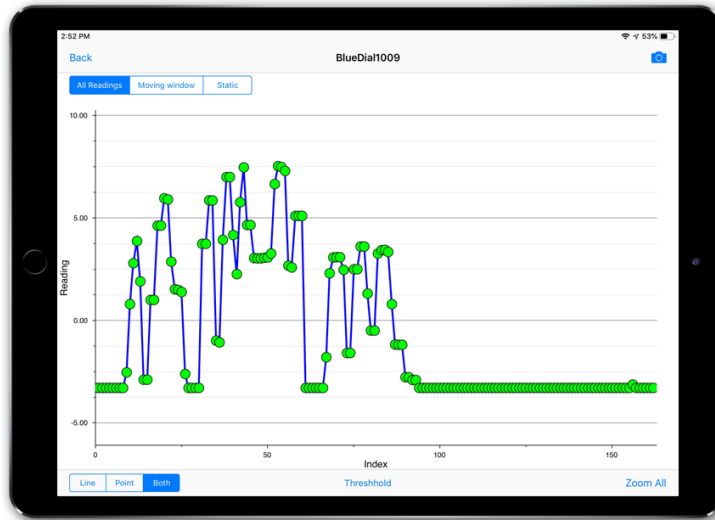 2:52 PM 53%
Back BlueDial1009
All Readings Moving window Static
10.00
5.00
Reading
0.00
-5.00
0 50 100 150
Index
Line Point Both Threshhold Zoom All